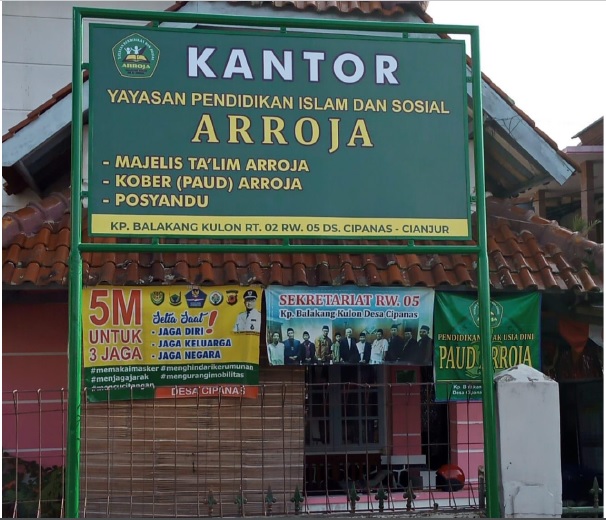 ARROJA
KANTOR
YAYASAN PENDIDIKAN ISLAM DAN SOSIAL
ARROJA
- MAJELIS TA'LIM ARROJA
- KOBER (PAUD) ARROJA
- POSYANDU
KP. BALAKANG KULON RT. 02 RW. 05 DS. CIPANAS - CIANJUR
5M
UNTUK
3 JAGA
Setia Saat!
- JAGA DIRI
- JAGA KELUARGA
- JAGA NEGARA
#memakaimasker #menghindarikerumunan
#menjagajarak #mengurangimobilitas
#mencucitangan
DESA CIPANAS
SEKRETARIAT RW. 05
Kp. Balakang Kulon Desa Cipanas
PENDIDIKAN USIA DINI
PAUD ARROJA
Kp.
Desa